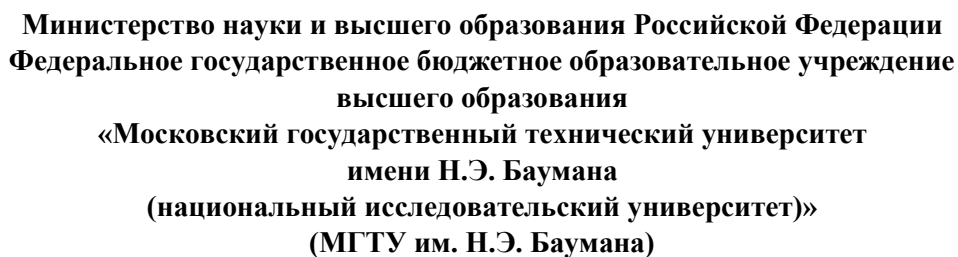 Министерство науки и высшего образования Российской Федерации
Федеральное государственное бюджетное образовательное учреждение
высшего образования
«Московский государственный технический университет
имени Н.Э. Баумана
(национальный исследовательский университет)»
(МГТУ им. Н.Э. Баумана)